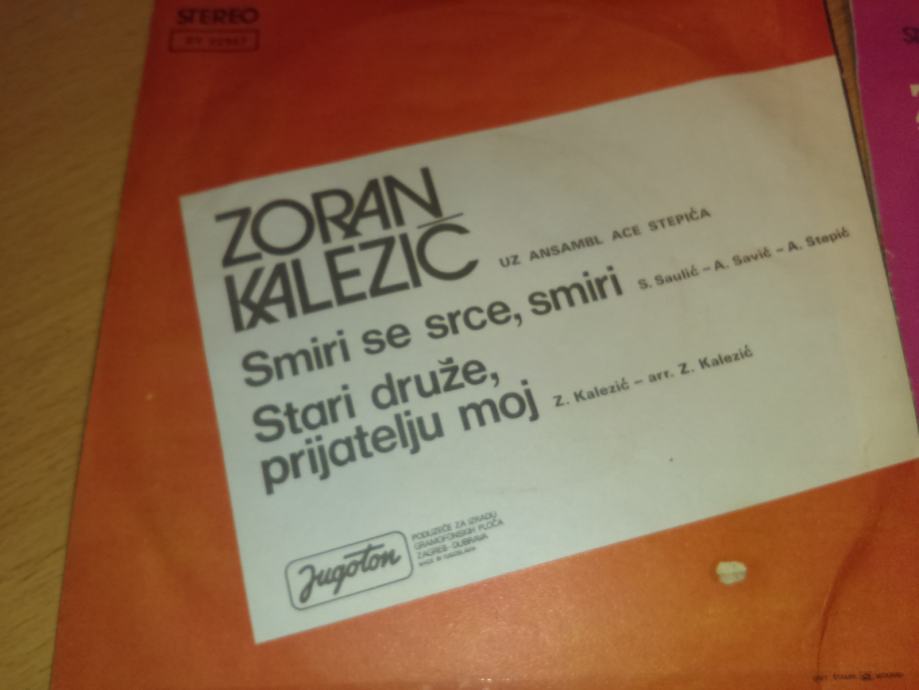 STEREO
ZORAN
KALEZIĆ
UZ ANSAMBL ACE STEPIĆA
Smiri se srce, smiri
S. Saulić – A. Savić – A. Stepić
Stari druže,
prijatelju moj
Z. Kalezić – arr. Z. Kalezić
Jugoton
PODUZEĆE ZA IZRADU
GRAMOFONSKIH PLOČA
ZAGREB- DUBRAVA